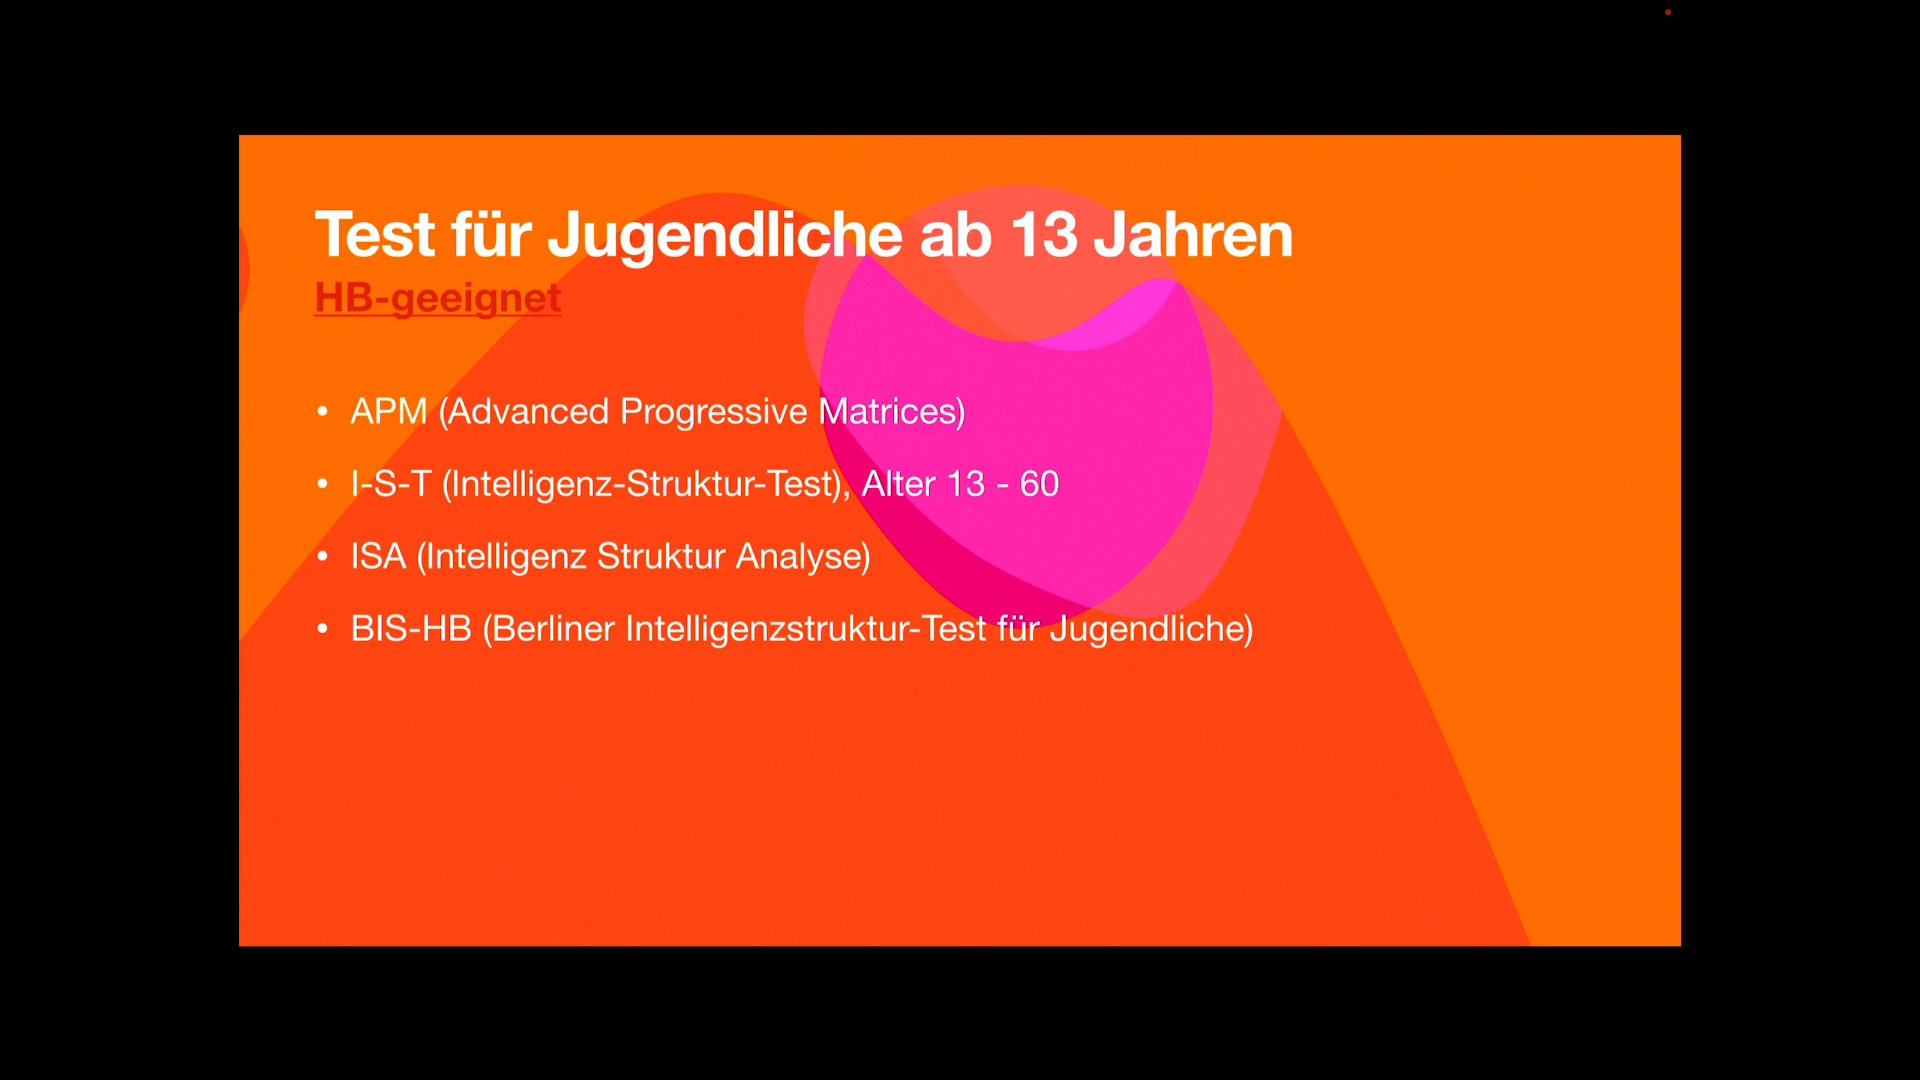 Test für Jugendliche ab 13 Jahren
HB-geeignet
• APM (Advanced Progressive Matrices)
• I-S-T (Intelligenz-Struktur-Test), Alter 13 - 60
• ISA (Intelligenz Struktur Analyse)
• BIS-HB (Berliner Intelligenzstruktur-Test für Jugendliche)